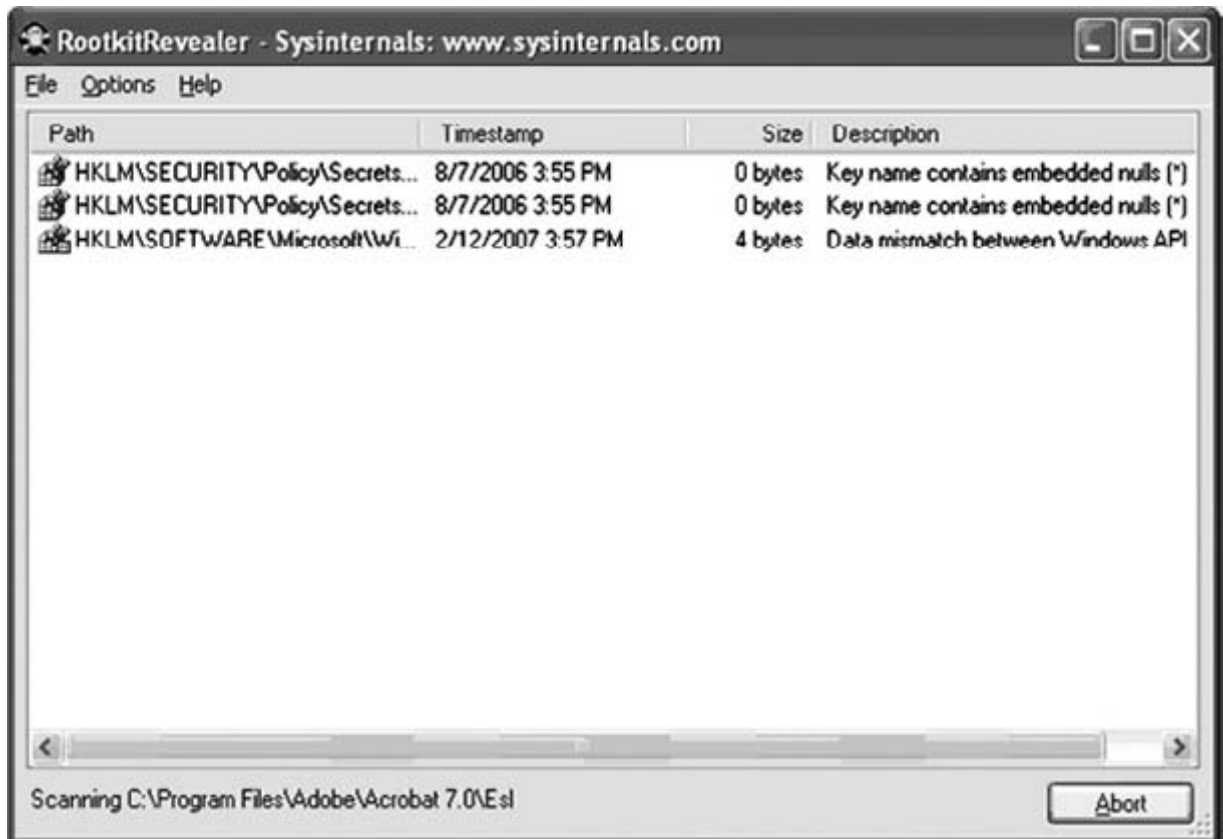 RootkitRevealer - Sysinternals: www.sysinternals.com
File Options Help
Path Timestamp Size Description
HKLM\SECURITY\Policy\Secrets... 8/7/2006 3:55 PM 0 bytes Key name contains embedded nulls (*)
HKLM\SECURITY\Policy\Secrets... 8/7/2006 3:55 PM 0 bytes Key name contains embedded nulls (*)
HKLM\SOFTWARE\Microsoft\Wi... 2/12/2007 3:57 PM 4 bytes Data mismatch between Windows API
Scanning C:\Program Files\Adobe\Acrobat 7.0\Esl
Abort